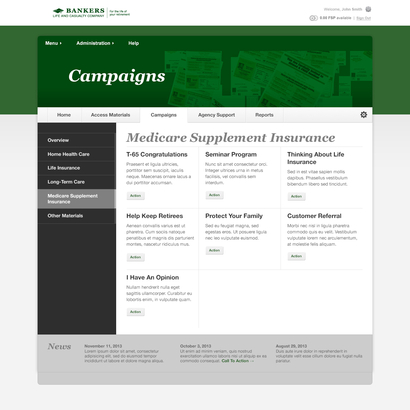 BANKERS
LIFE AND CASUALTY COMPANY
For the life of
your retirement
Welcome, John Smith
0.00 FSP available | Sign Out
Menu Administration Help
Campaigns
Home Access Materials Campaigns Agency Support Reports
Overview
Home Health Care
Life Insurance
Long-Term Care
Medicare Supplement
Insurance
Other Materials
Medicare Supplement Insurance
T-65 Congratulations
Praesent et ligula ultricies,
porttitor sem suscipit, iaculis
neque. Maecenas ornare lacus a
dui porttitor accumsan.
Action
Seminar Program
Nunc at nisl consectetur orci.
Integer ultrices urna in metus
facilisis, vel convallis sem
interdum.
Action
Thinking About Life
Insurance
Sed in est vitae sapien mollis
dapibus. Phasellus vestibulum
bibendum libero sed tincidunt.
Action
Help Keep Retirees
Aenean convallis varius est ut
pharetra. Cum sociis natoque
penatibus et magnis dis parturient
montes, nascetur ridiculus mus.
Action
Protect Your Family
Sed eu feugiat magna, sed
egestas eros. Ut posuere ligula
nec leo vulputate euismod.
Action
Customer Referral
Morbi nec nisl in ligula pharetra
commodo quis eu velit. Vestibulum
vulputate lorem nec arcu
at molestie felis aliquam.
Action
I Have An Opinion
Nullam hendrerit nulla eget
sagittis ullamcorper. Curabitur eu
lobortis enim, in vulputate quam.
Action
News
November 11, 2013
Lorem ipsum dolor sit amet, consectetur
adipisicing elit, sed do eiusmod tempor
incididunt ut labore et dolore magna aliqua.
October 3, 2013
Ut enim ad minim veniam, quis nostrud
exercitation ullamco laboris nisi ut aliquip ex ea
commodo consequat. Call To Action
August 29, 2013
Duis aute irure dolor in reprehenderit in
voluptate velit esse cillum dolore eu fugiat nulla
pariatur.